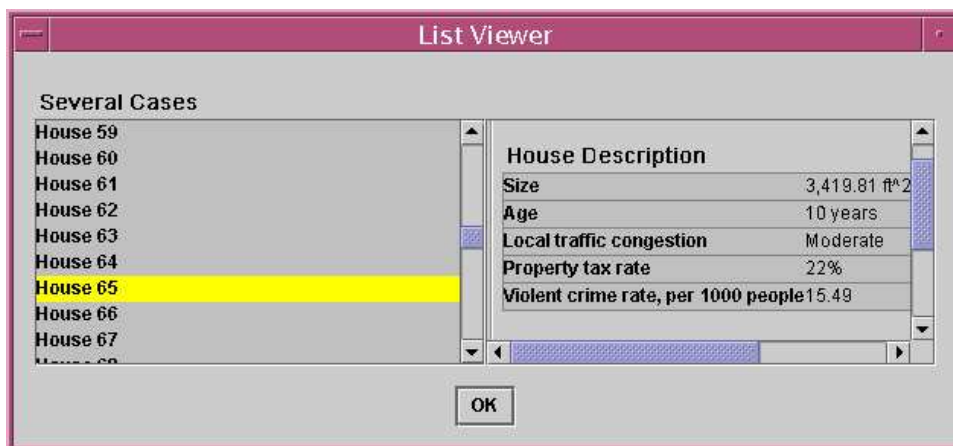 List Viewer
Several Cases
House 59
House 60
House 61
House 62
House 63
House 64
House 65
House 66
House 67
House Description
Size 3,419.81 ft^2
Age 10 years
Local traffic congestion Moderate
Property tax rate 22%
Violent crime rate, per 1000 people 15.49
OK